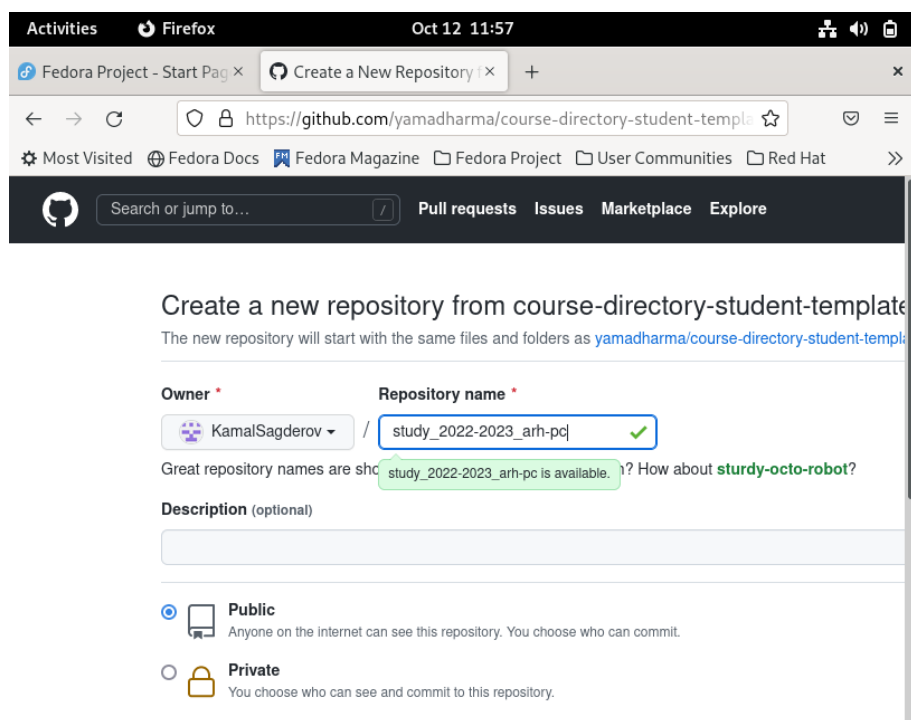 Activities Firefox Oct 12 11:57
Fedora Project - Start Pag × Create a New Repository f × +
https://github.com/yamadharma/course-directory-student-templa
Most Visited Fedora Docs FM Fedora Magazine Fedora Project User Communities Red Hat »
Search or jump to... / Pull requests Issues Marketplace Explore
Create a new repository from course-directory-student-template
The new repository will start with the same files and folders as yamadharma/course-directory-student-templa
Owner * Repository name *
KamalSagderov / study_2022-2023_arh-pc
Great repository names are sho ? How about sturdy-octo-robot?
study_2022-2023_arh-pc is available.
Description (optional)
Public
Anyone on the internet can see this repository. You choose who can commit.
Private
You choose who can see and commit to this repository.